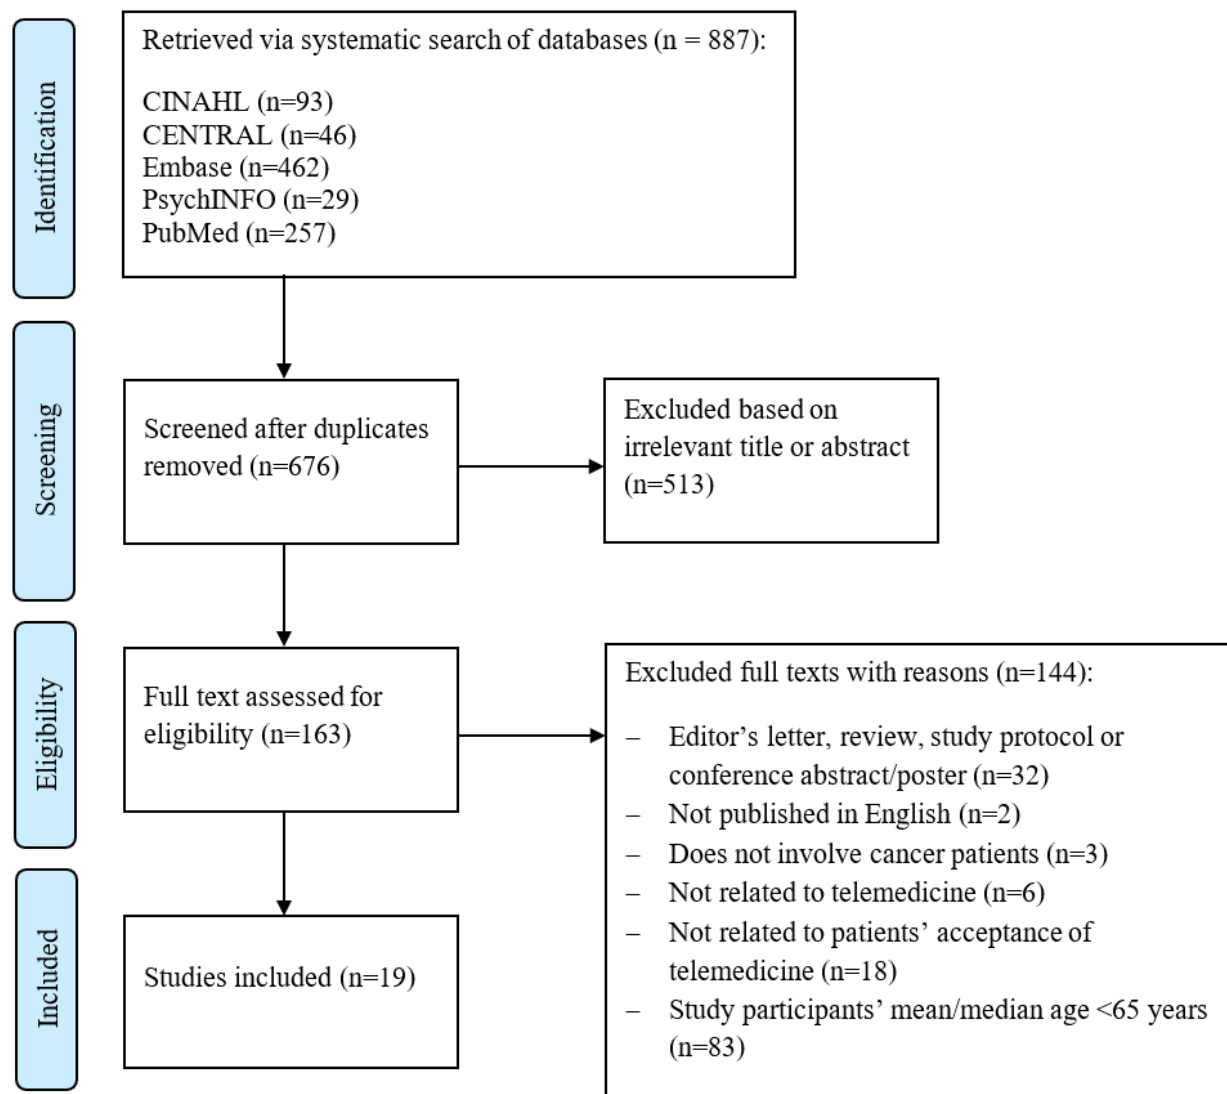 Identification
Retrieved via systematic search of databases (n = 887):
CINAHL (n=93)
CENTRAL (n=46)
Embase (n=462)
PsychINFO (n=29)
PubMed (n=257)
Screening
Screened after duplicates
removed (n=676)
Excluded based on
irrelevant title or abstract
(n=513)
Eligibility
Full text assessed for
eligibility (n=163)
Excluded full texts with reasons (n=144):
– Editor’s letter, review, study protocol or
conference abstract/poster (n=32)
– Not published in English (n=2)
– Does not involve cancer patients (n=3)
– Not related to telemedicine (n=6)
– Not related to patients’ acceptance of
telemedicine (n=18)
– Study participants’ mean/median age <65 years
(n=83)
Included
Studies included (n=19)